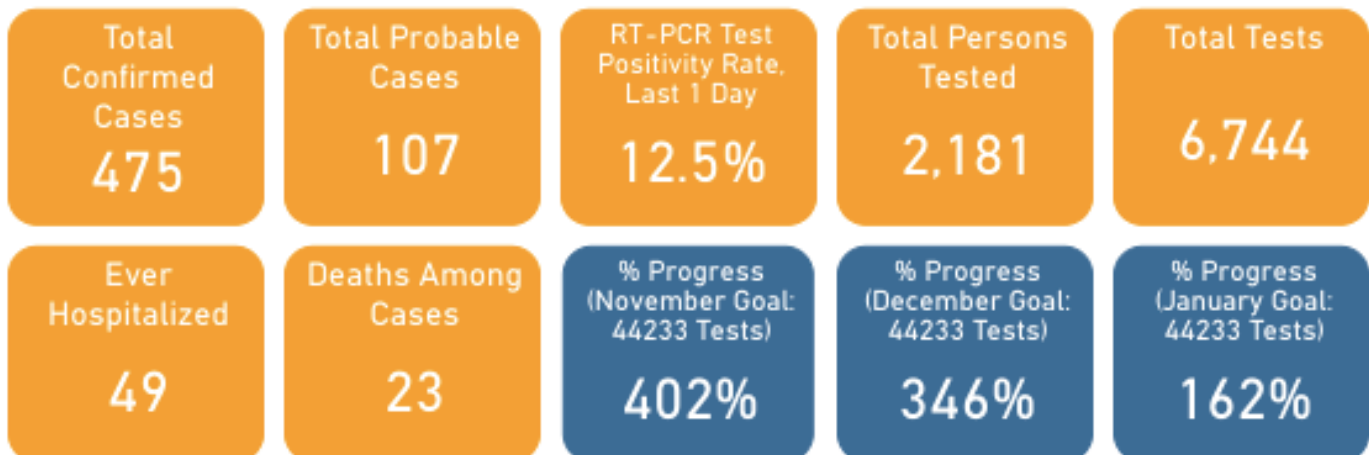 Total
Confirmed
Cases
475
Total Probable
Cases
107
RT-PCR Test
Positivity Rate,
Last 1 Day
12.5%
Total Persons
Tested
2,181
Total Tests
6,744
Ever
Hospitalized
49
Deaths Among
Cases
23
% Progress
(November Goal:
44233 Tests)
402%
% Progress
(December Goal:
44233 Tests)
346%
% Progress
(January Goal:
44233 Tests)
162%